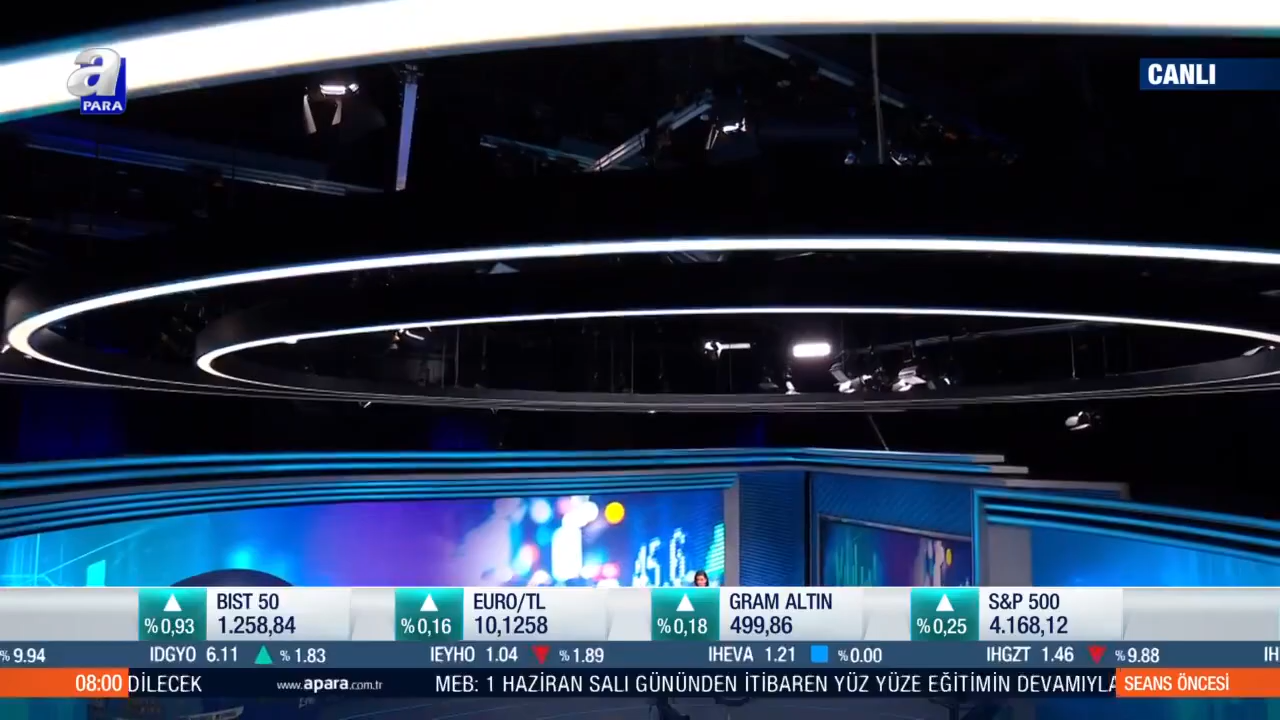 a
PARA
CANLI
45.6
%0,93 BIST 50 1.258,84
%0,16 EURO/TL 10,1258
%0,18 GRAM ALTIN 499,86
%0,25 S&P 500 4.168,12
%9.94 IDGYO 6.11 %1.83 IEYHO 1.04 %1.89 IHEVA 1.21 %0.00 IHGZT 1.46 %9.88 IH
08:00 DİLECEK www.apara.com.tr MEB: 1 HAZİRAN SALI GÜNÜNDEN İTİBAREN YÜZ YÜZE EĞİTİMİN DEVAMIYLA SEANS ÖNCESİ